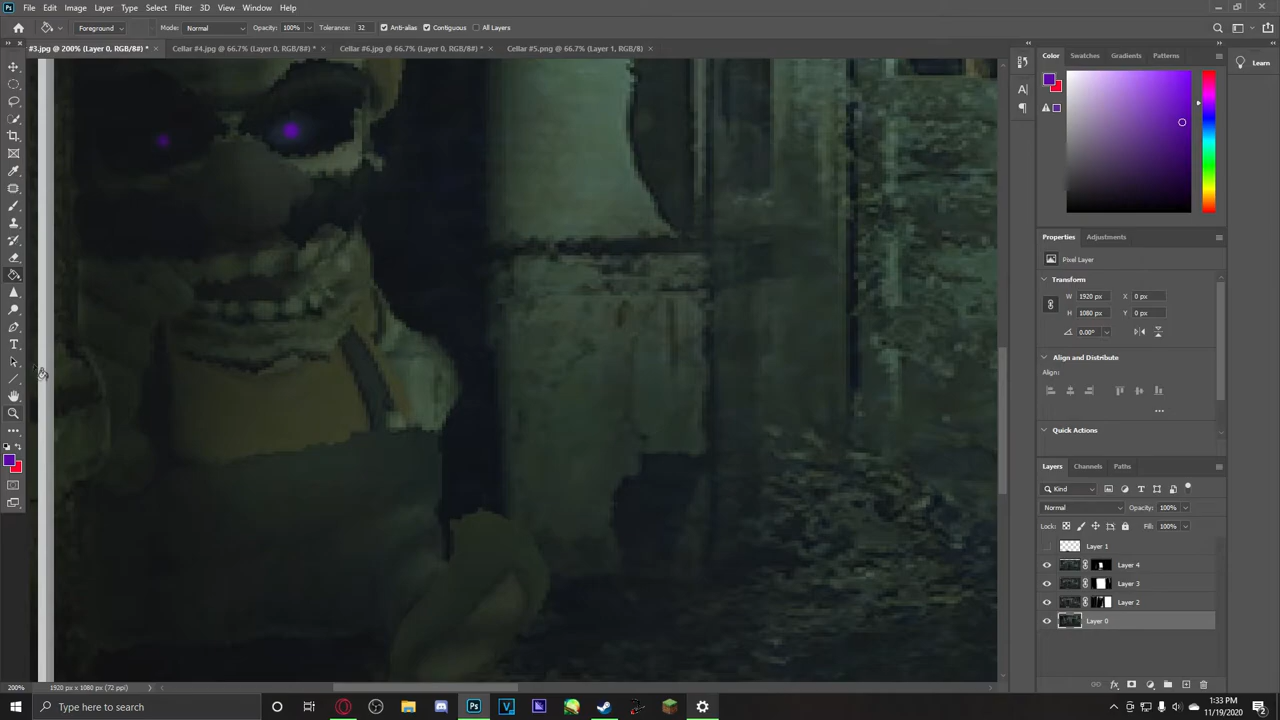 File Edit Image Layer Type Select Filter 3D View Window Help
Foreground Mode: Normal Opacity: 100% Tolerance: 32 Anti-alias Contiguous All Layers
#3.jpg @ 200% (Layer 0, RGB/8#) * Cellar #4.jpg @ 66.7% (Layer 0, RGB/8#) * Cellar #6.jpg @ 66.7% (Layer 0, RGB/8#) * Cellar #5.png @ 66.7% (Layer 1, RGB/8)
Color Swatches Gradients Patterns
Learn
Properties Adjustments
Pixel Layer
Transform
W 1920 px X 0 px
H 1080 px Y 0 px
0.00°
Align and Distribute
Align:
Quick Actions
Layers Channels Paths
Kind
Normal Opacity: 100%
Lock: Fill: 100%
Layer 1
Layer 4
Layer 3
Layer 2
Layer 0
200% 1920 px x 1080 px (72 ppi)
Type here to search
1:33 PM
11/19/2020